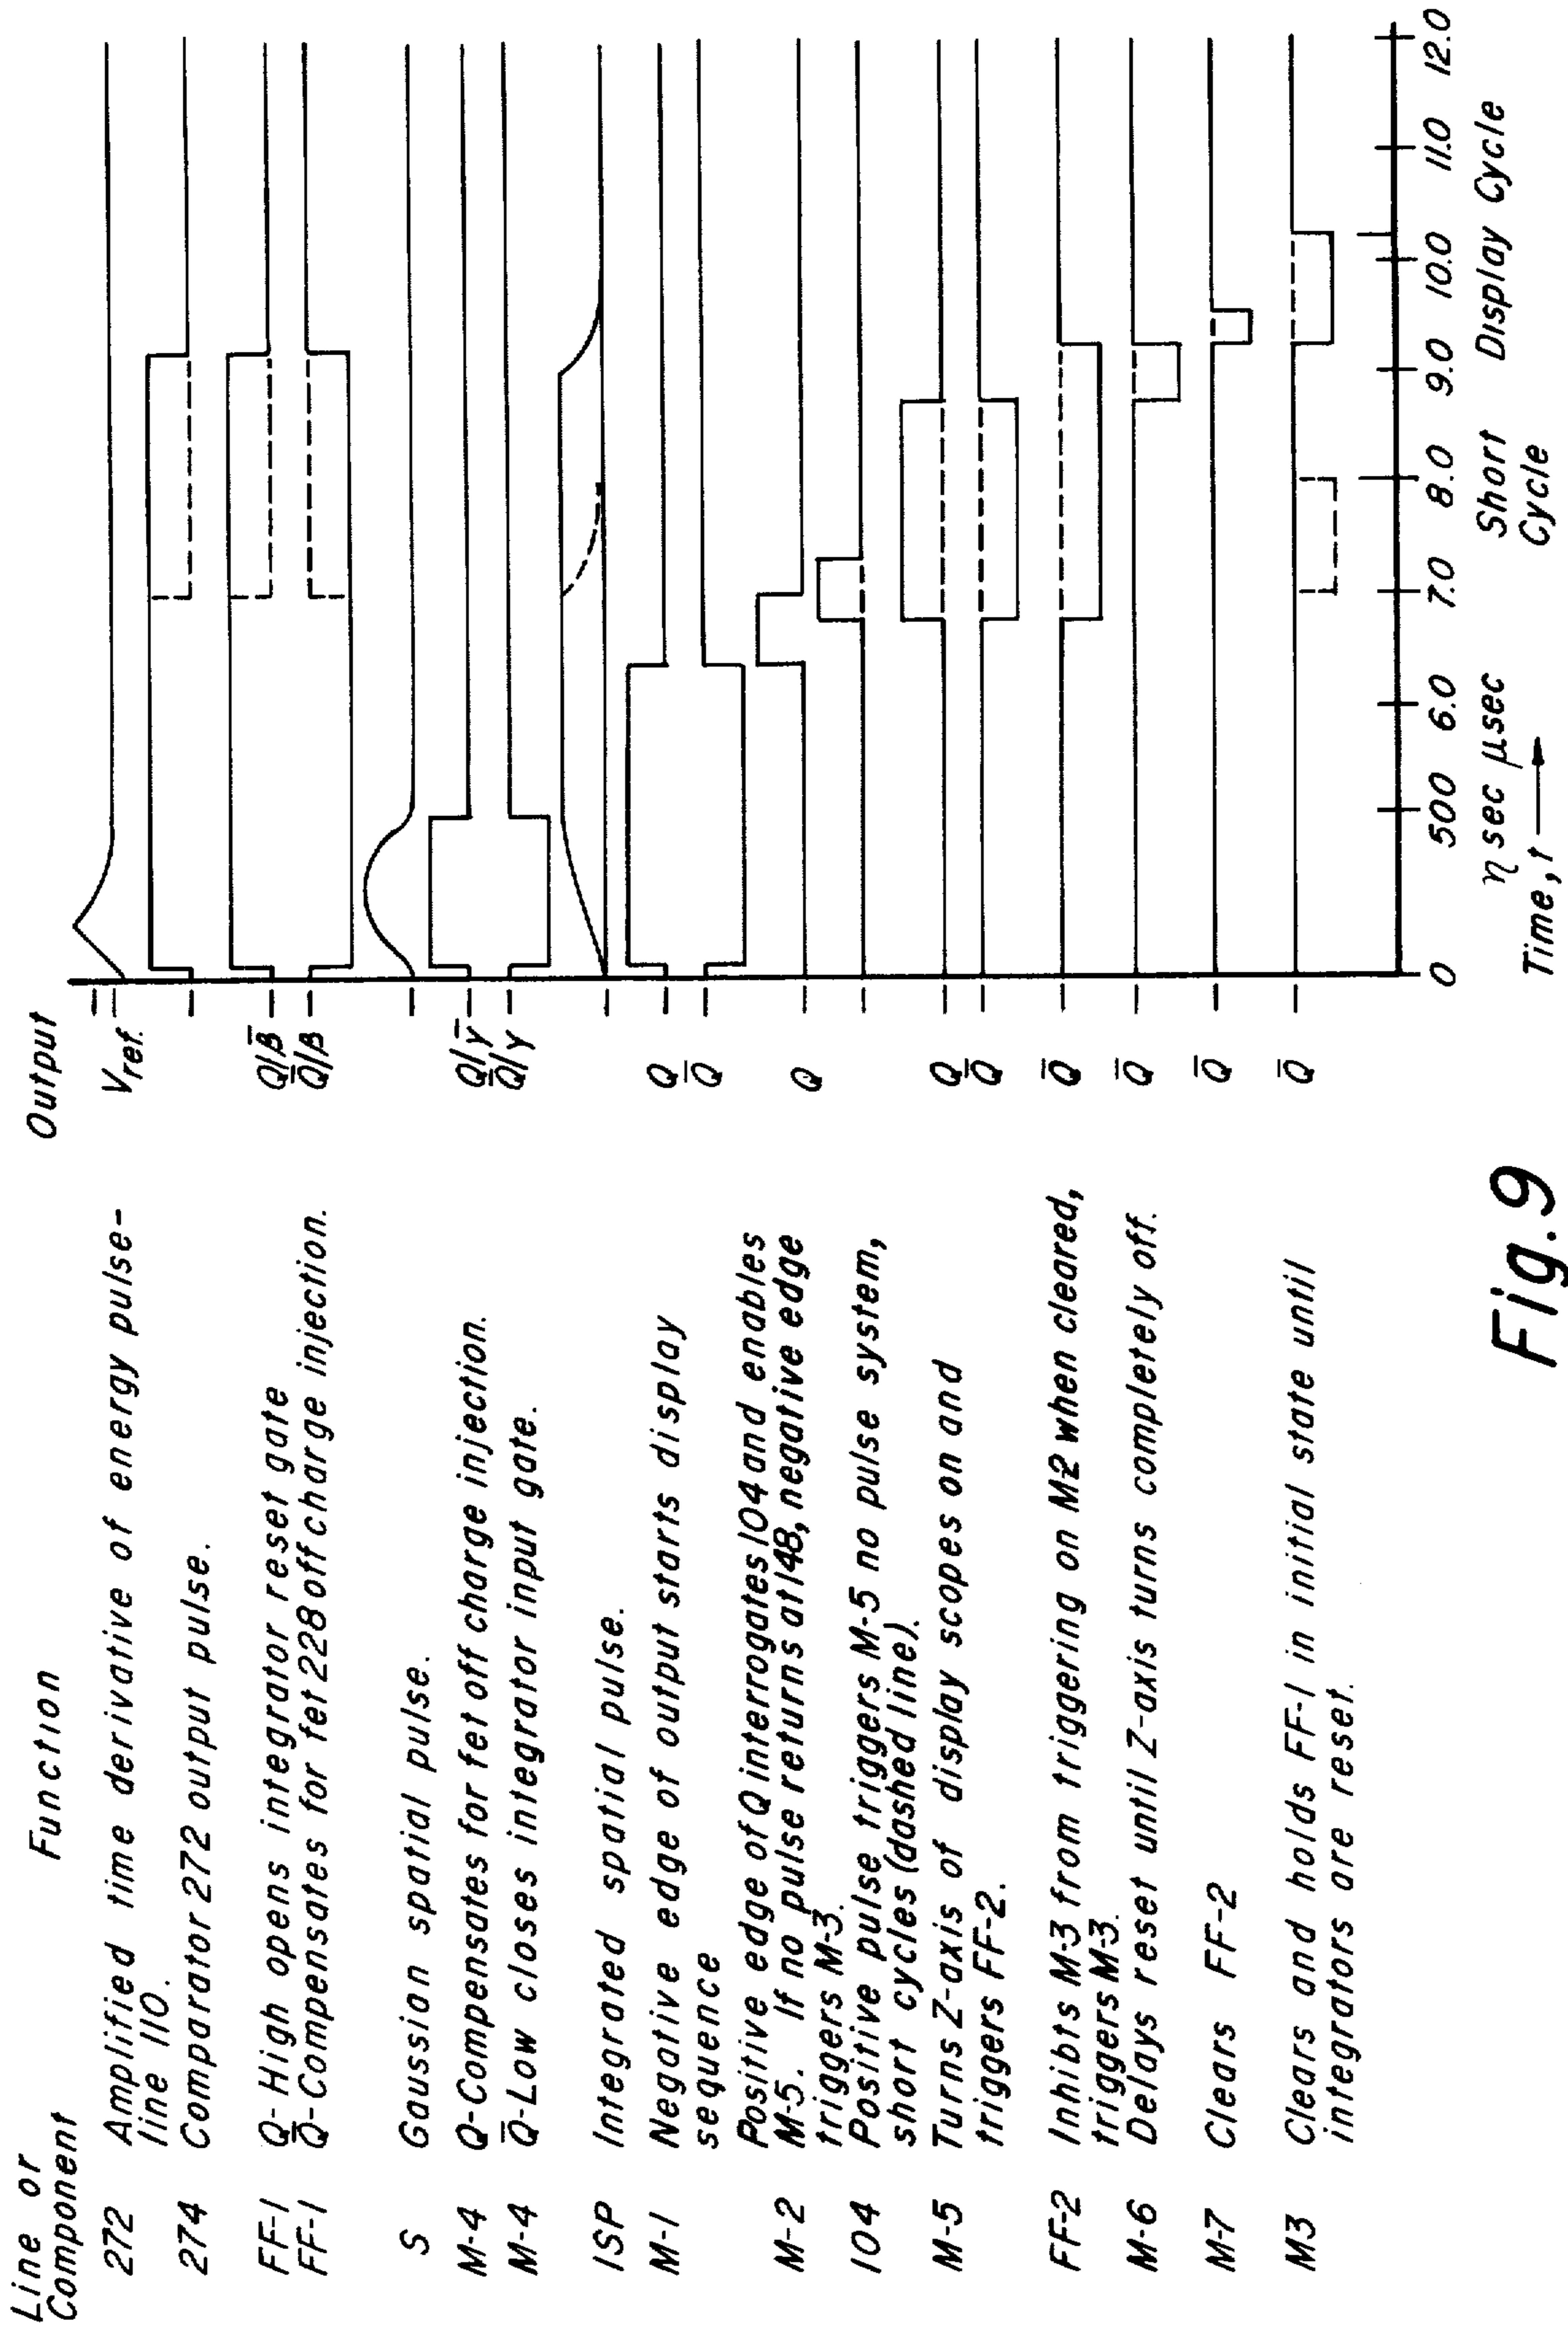 Line or
Component
Function
Output
272
Amplified time derivative of energy pulse-
line 110.
Vref.
274
Comparator 272 output pulse.
FF-1
Q-High opens integrator reset gate
Q/β̅
FF-1
Q̅-Compensates for fet 228 off charge injection.
Q̅/β
S
Gaussion spatial pulse.
M-4
Q-Compensates for fet off charge injection.
Q/γ̅
M-4
Q̅-Low closes integrator input gate.
Q̅/γ
ISP
Integrated spatial pulse.
M-1
Negative edge of output starts display
sequence
Q
Q̅
M-2
Positive edge of Q interrogates 104 and enables
M-5. If no pulse returns at 148, negative edge
triggers M-3.
Q
104
Positive pulse triggers M-5 no pulse system,
short cycles (dashed line).
M-5
Turns Z-axis of display scopes on and
triggers FF-2.
Q
Q̅
FF-2
Inhibts M-3 from triggering on M2 when cleared,
triggers M-3.
Q̅
M-6
Delays reset until Z-axis turns completely off.
Q̅
M-7
Clears FF-2
Q̅
M3
Clears and holds FF-1 in initial state until
integrators are reset.
Q̅
0 500 6.0 7.0 8.0 9.0 10.0 11.0 12.0
η sec μsec
Short
Cycle
Display Cycle
Time, t
Fig. 9